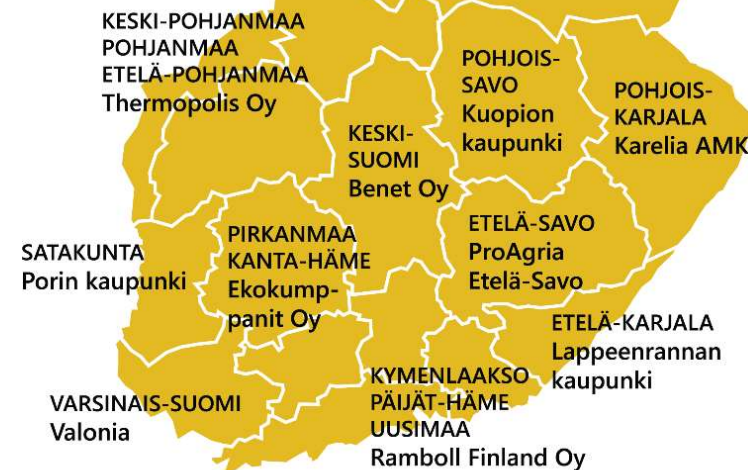 KESKI-POHJANMAA
POHJANMAA
ETELÄ-POHJANMAA
Thermopolis Oy
POHJOIS-
SAVO
Kuopion
kaupunki
POHJOIS-
KARJALA
Karelia AMK
KESKI-
SUOMI
Benet Oy
PIRKANMAA
KANTA-HÄME
Ekokump-
panit Oy
ETELÄ-SAVO
ProAgria
Etelä-Savo
SATAKUNTA
Porin kaupunki
ETELÄ-KARJALA
Lappeenrannan
kaupunki
KYMENLAAKSO
PÄIJÄT-HÄME
UUSIMAA
Ramboll Finland Oy
VARSINAIS-SUOMI
Valonia